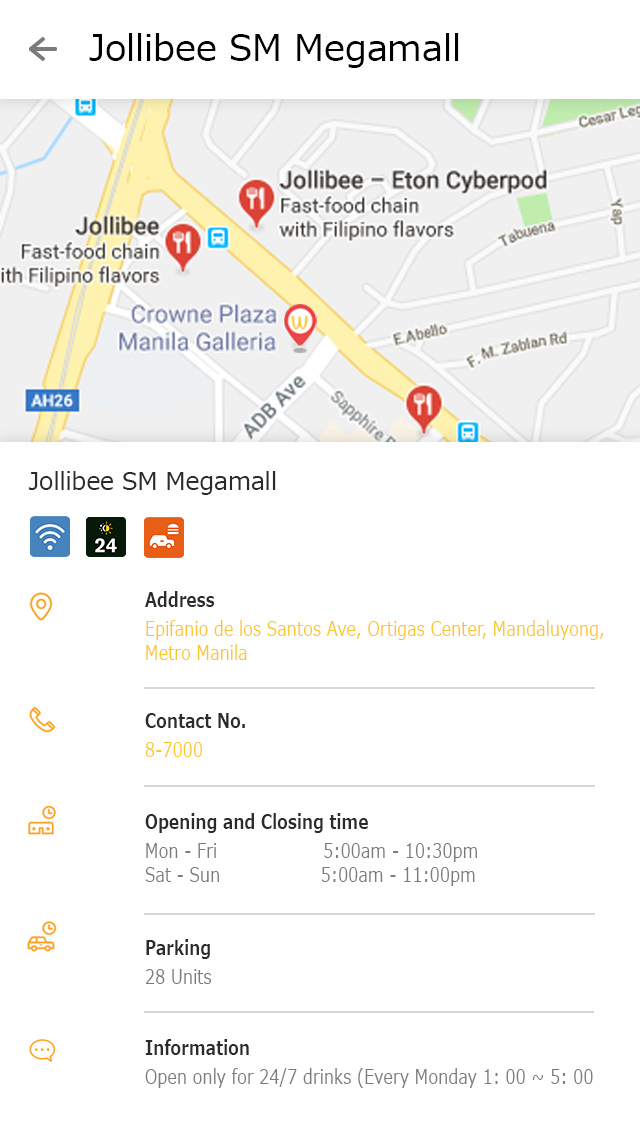 Jollibee SM Megamall
Cesar Leg
Jollibee – Eton Cyberpod
Fast-food chain
with Filipino flavors
Yap
Tabuena
Jollibee
Fast-food chain
ith Filipino flavors
Crowne Plaza
Manila Galleria
W
E.Abello
F. M. Zablan Rd
AH26
ADB Ave
Sapphire
Jollibee SM Megamall
24
Address
Epifanio de los Santos Ave, Ortigas Center, Mandaluyong,
Metro Manila
Contact No.
8-7000
Opening and Closing time
Mon - Fri 5:00am - 10:30pm
Sat - Sun 5:00am - 11:00pm
Parking
28 Units
Information
Open only for 24/7 drinks (Every Monday 1: 00 ~ 5: 00